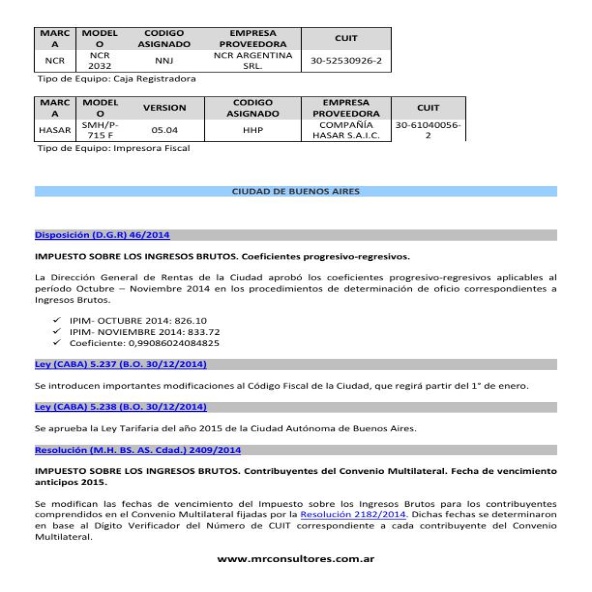 MARCA MODELO CODIGO ASIGNADO EMPRESA PROVEEDORA CUIT
NCR NCR 2032 NNJ NCR ARGENTINA SRL. 30-52530926-2
Tipo de Equipo: Caja Registradora
MARCA MODELO VERSION CODIGO ASIGNADO EMPRESA PROVEEDORA CUIT
HASAR SMH/P-715 F 05.04 HHP COMPAÑÍA HASAR S.A.I.C. 30-61040056-2
Tipo de Equipo: Impresora Fiscal
CIUDAD DE BUENOS AIRES
Disposición (D.G.R) 46/2014
IMPUESTO SOBRE LOS INGRESOS BRUTOS. Coeficientes progresivo-regresivos.
La Dirección General de Rentas de la Ciudad aprobó los coeficientes progresivo-regresivos aplicables al
período Octubre – Noviembre 2014 en los procedimientos de determinación de oficio correspondientes a
Ingresos Brutos.
✓ IPIM- OCTUBRE 2014: 826.10
✓ IPIM- NOVIEMBRE 2014: 833.72
✓ Coeficiente: 0,99086024084825
Ley (CABA) 5.237 (B.O. 30/12/2014)
Se introducen importantes modificaciones al Código Fiscal de la Ciudad, que regirá partir del 1° de enero.
Ley (CABA) 5.238 (B.O. 30/12/2014)
Se aprueba la Ley Tarifaria del año 2015 de la Ciudad Autónoma de Buenos Aires.
Resolución (M.H. BS. AS. Cdad.) 2409/2014
IMPUESTO SOBRE LOS INGRESOS BRUTOS. Contribuyentes del Convenio Multilateral. Fecha de vencimiento
anticipos 2015.
Se modifican las fechas de vencimiento del Impuesto sobre los Ingresos Brutos para los contribuyentes
comprendidos en el Convenio Multilateral fijadas por la Resolución 2182/2014. Dichas fechas se determinaron
en base al Dígito Verificador del Número de CUIT correspondiente a cada contribuyente del Convenio
Multilateral.
www.mrconsultores.com.ar